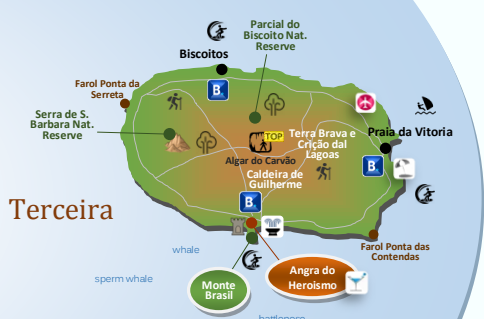 Parcial do
Biscoito Nat.
Reserve
Biscoitos
Farol Ponta da
Serreta
B
Serra de S.
Barbara Nat.
Reserve
TOP
Terra Brava e
Crição dal
Lagoas
Praia da Vitoria
Algar do Carvão
Caldeira de
Guilherme
B
B
Terceira
whale
Farol Ponta das
Contendas
sperm whale
Monte
Brasil
Angra do
Heroismo